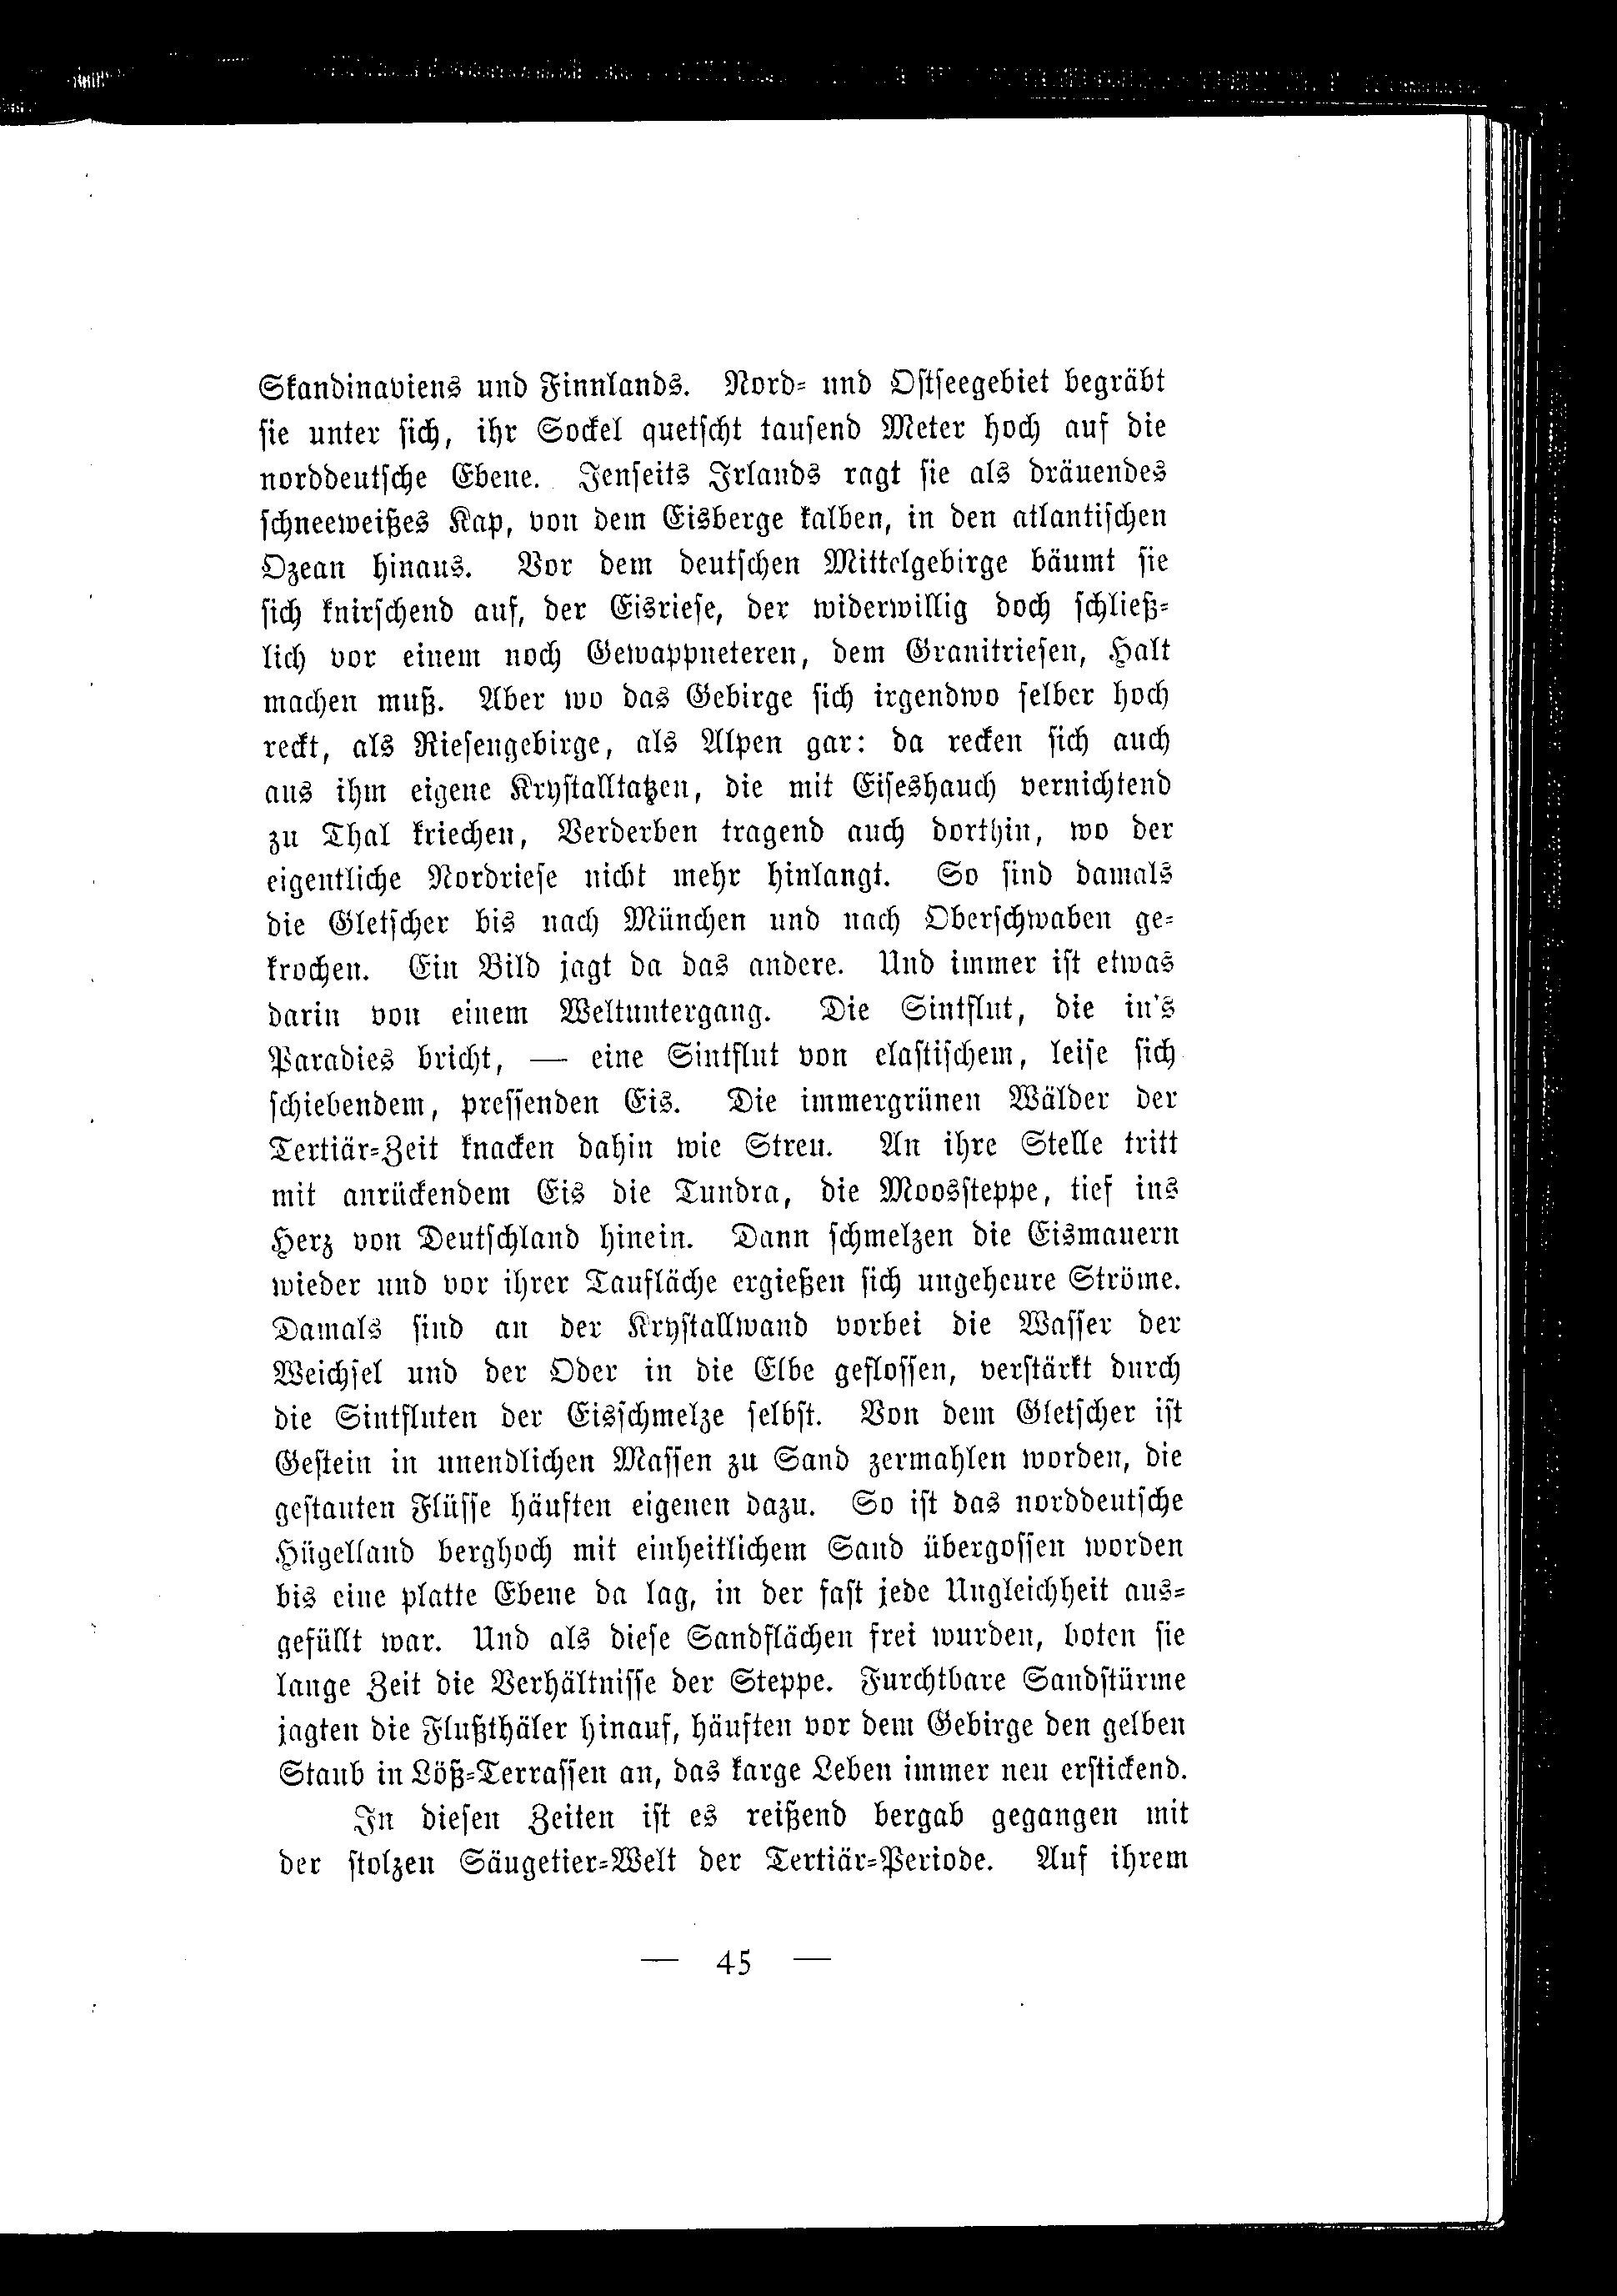 Skandinaviens und Finnlands. Nord- und Ostseegebiet begräbt
sie unter sich, ihr Sockel quetscht tausend Meter hoch auf die
norddeutsche Ebene. Jenseits Irlands ragt sie als dräuendes
schneeweißes Kap, von dem Eisberge kalben, in den atlantischen
Ozean hinaus. Vor dem deutschen Mittelgebirge bäumt sie
sich knirschend auf, der Eisriese, der widerwillig doch schließ-
lich vor einem noch Gewappneteren, dem Granitriesen, Halt
machen muß. Aber wo das Gebirge sich irgendwo selber hoch
reckt, als Riesengebirge, als Alpen gar: da recken sich auch
aus ihm eigene Krystalltatzen, die mit Eiseshauch vernichtend
zu Thal kriechen, Verderben tragend auch dorthin, wo der
eigentliche Nordriese nicht mehr hinlangt. So sind damals
die Gletscher bis nach München und nach Oberschwaben ge-
krochen. Ein Bild jagt da das andere. Und immer ist etwas
darin von einem Weltuntergang. Die Sintflut, die in's
Paradies bricht, — eine Sintflut von elastischem, leise sich
schiebendem, pressenden Eis. Die immergrünen Wälder der
Tertiär-Zeit knacken dahin wie Streu. An ihre Stelle tritt
mit anrückendem Eis die Tundra, die Moossteppe, tief ins
Herz von Deutschland hinein. Dann schmelzen die Eismauern
wieder und vor ihrer Taufläche ergießen sich ungeheure Ströme.
Damals sind an der Krystallwand vorbei die Wasser der
Weichsel und der Oder in die Elbe geflossen, verstärkt durch
die Sintfluten der Eisschmelze selbst. Von dem Gletscher ist
Gestein in unendlichen Massen zu Sand zermahlen worden, die
gestauten Flüsse häuften eigenen dazu. So ist das norddeutsche
Hügelland berghoch mit einheitlichem Sand übergossen worden
bis eine platte Ebene da lag, in der fast jede Ungleichheit aus-
gefüllt war. Und als diese Sandflächen frei wurden, boten sie
lange Zeit die Verhältnisse der Steppe. Furchtbare Sandstürme
jagten die Flußthäler hinauf, häuften vor dem Gebirge den gelben
Staub in Löß-Terrassen an, das karge Leben immer neu erstickend.
In diesen Zeiten ist es reißend bergab gegangen mit
der stolzen Säugetier-Welt der Tertiär-Periode. Auf ihrem
— 45 —